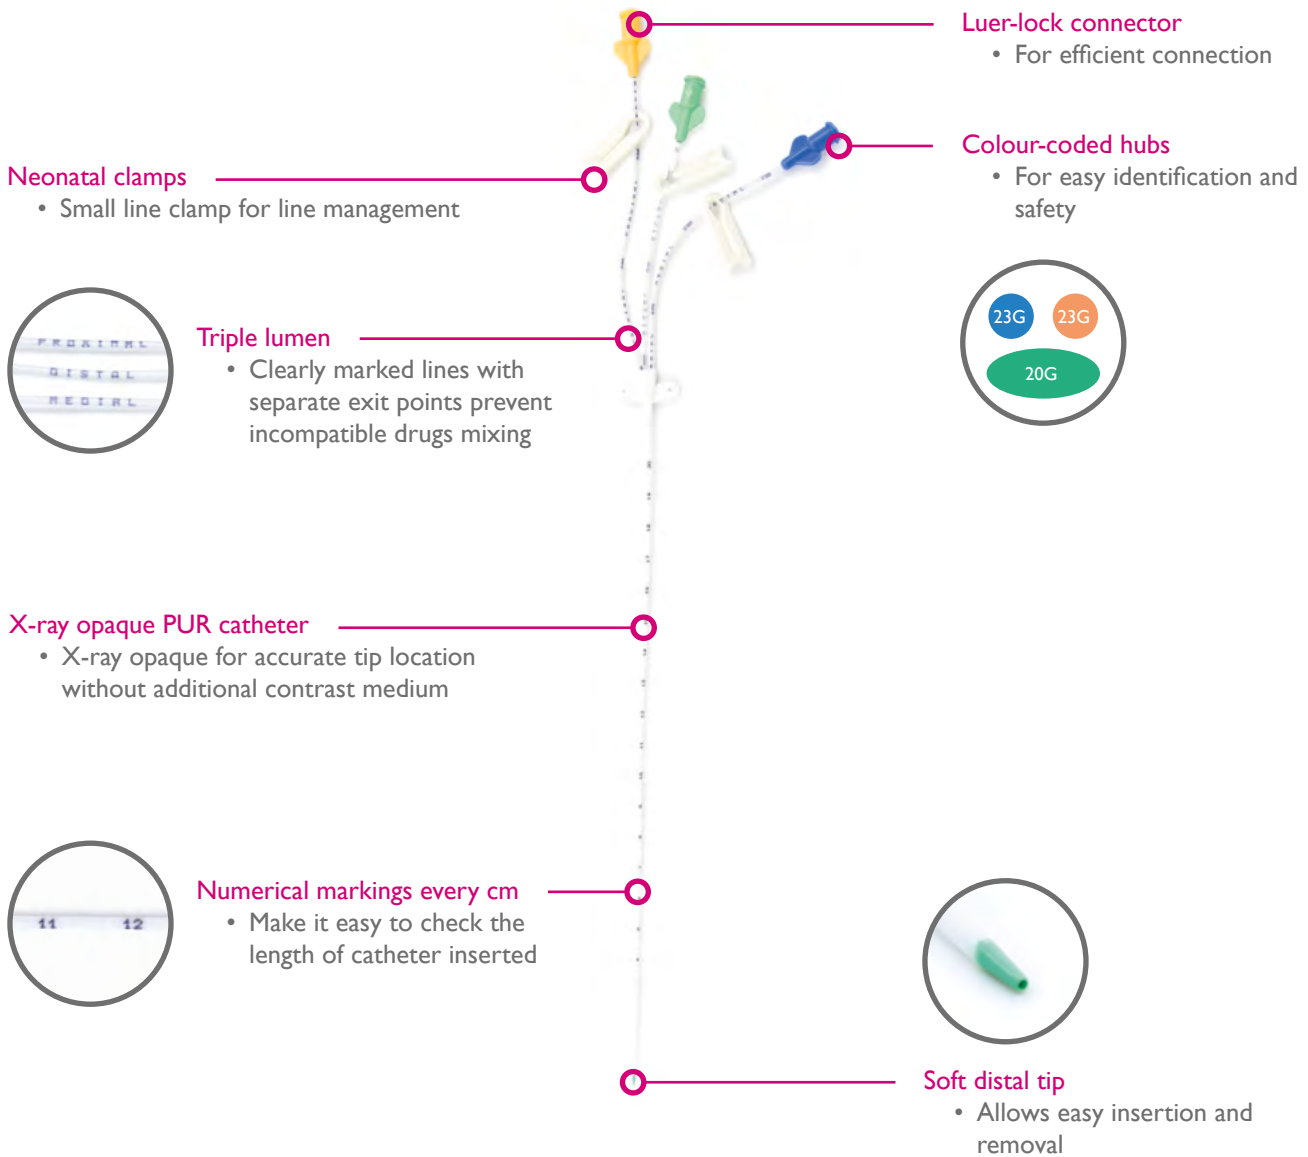 Luer-lock connector
• For efficient connection
Colour-coded hubs
• For easy identification and
safety
23G 23G
20G
Neonatal clamps
• Small line clamp for line management
PROXIMAL
DISTAL
MEDIAL
Triple lumen
• Clearly marked lines with
separate exit points prevent
incompatible drugs mixing
X-ray opaque PUR catheter
• X-ray opaque for accurate tip location
without additional contrast medium
11 12
Numerical markings every cm
• Make it easy to check the
length of catheter inserted
Soft distal tip
• Allows easy insertion and
removal